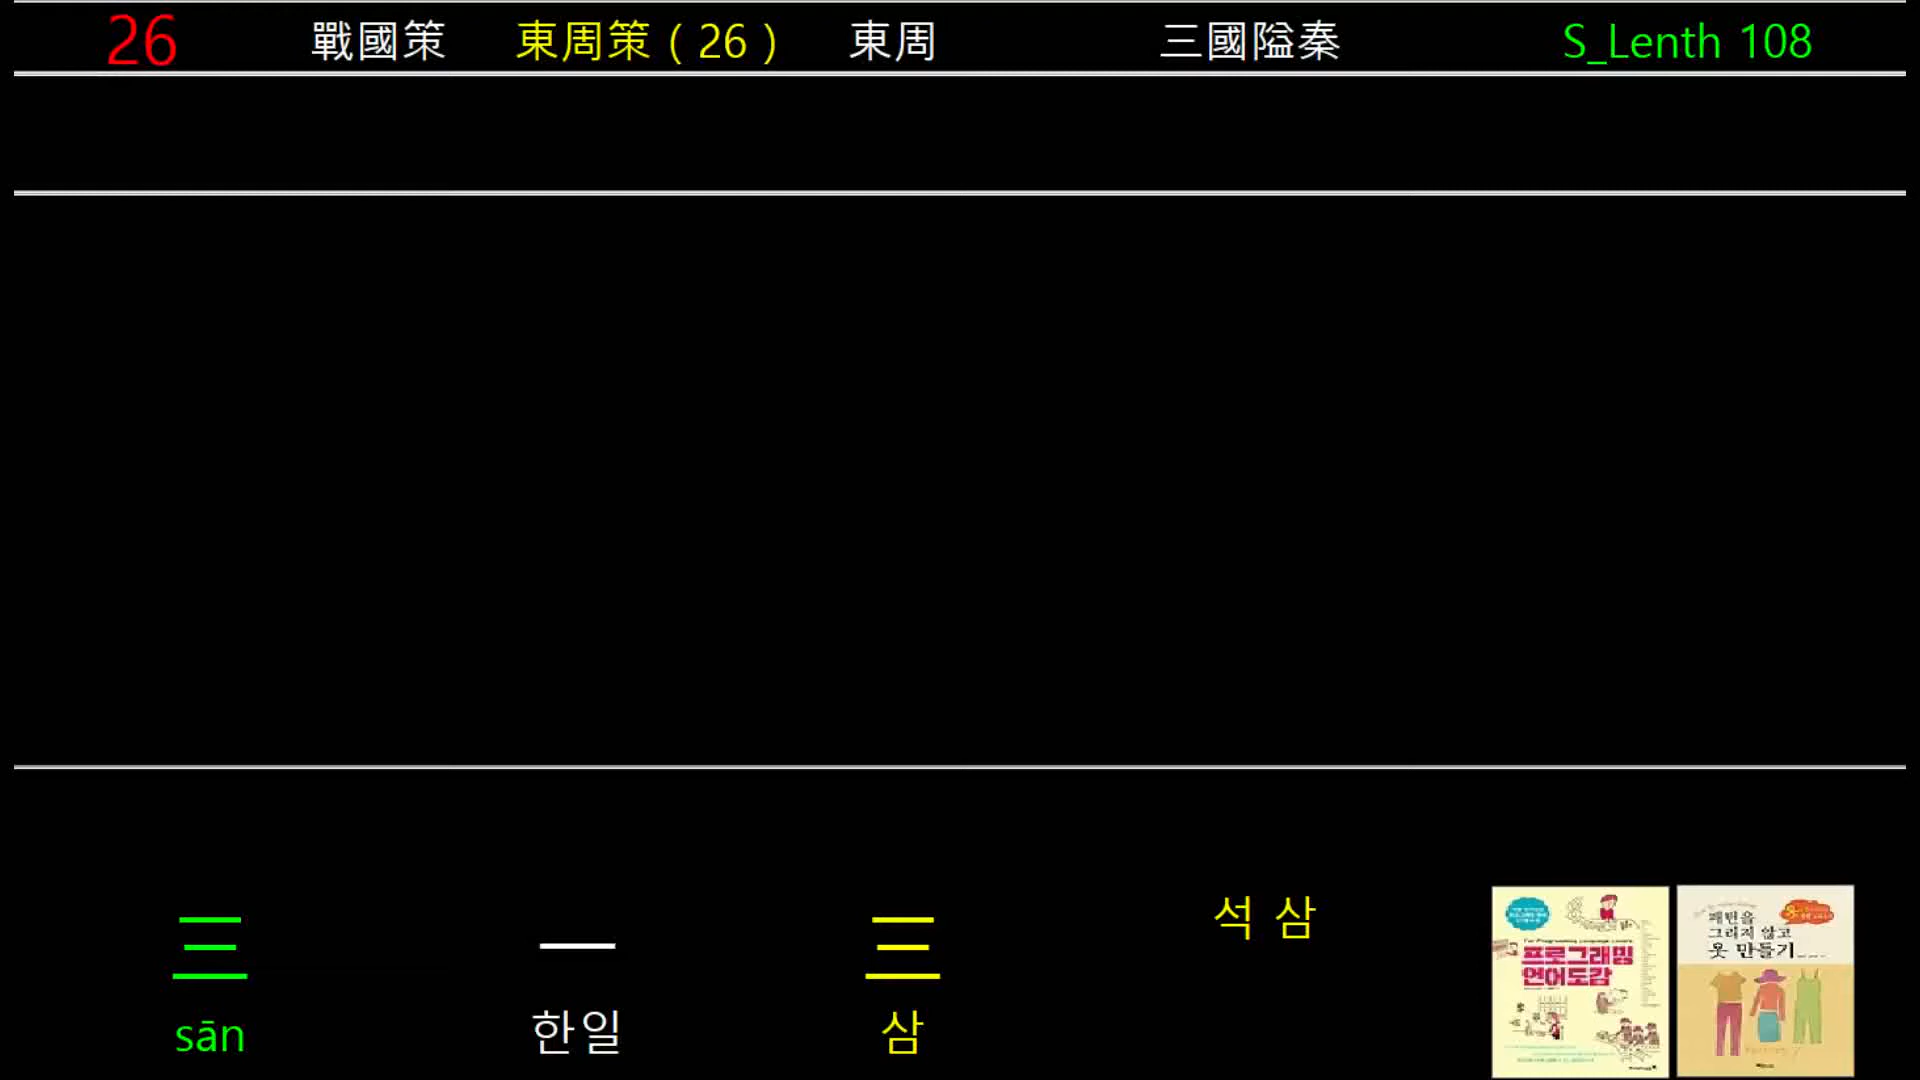 26 戰國策 東周策 ( 26 ) 東周 三國隘秦 S_Lenth 108
三 一 三 석 삼
sān 한일 삼
프로그래밍
언어도감
패턴을
그리지 않고
옷 만들기